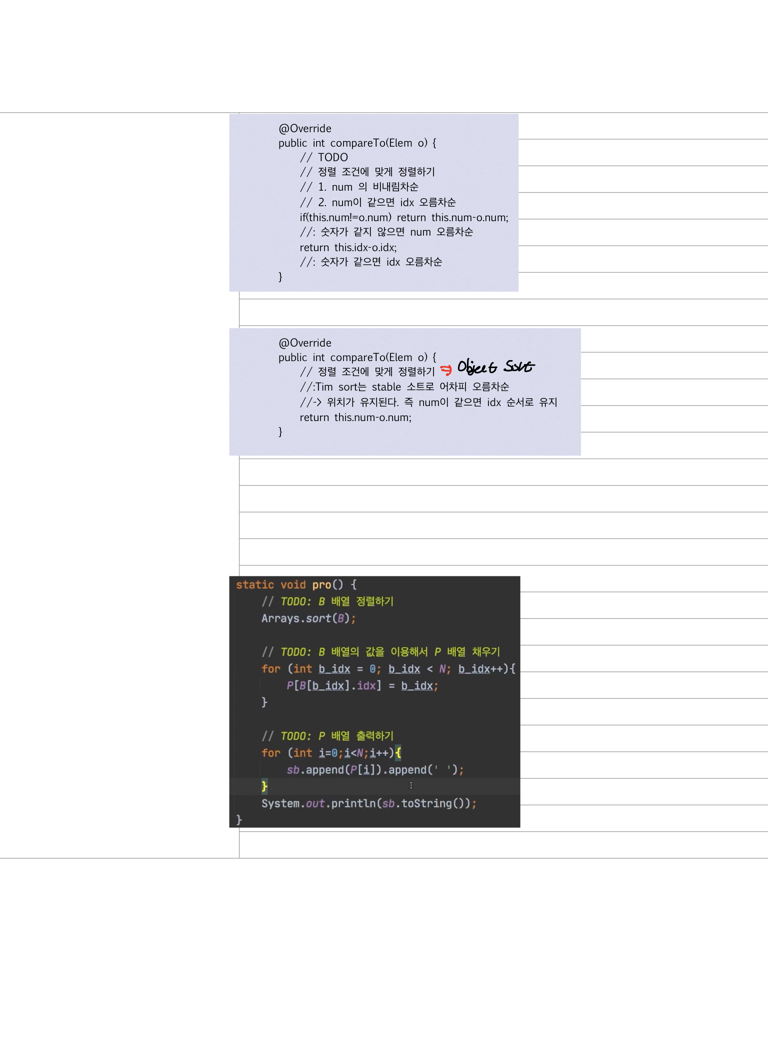 @Override
public int compareTo(Elem o) {
// TODO
// 정렬 조건에 맞게 정렬하기
// 1. num 의 비내림차순
// 2. num이 같으면 idx 오름차순
if(this.num!=o.num) return this.num-o.num;
//: 숫자가 같지 않으면 num 오름차순
return this.idx-o.idx;
//: 숫자가 같으면 idx 오름차순
}
@Override
public int compareTo(Elem o) {
// 정렬 조건에 맞게 정렬하기 ⇒ Object Sort
//:Tim sort는 stable 소트로 어차피 오름차순
//-> 위치가 유지된다. 즉 num이 같으면 idx 순서로 유지
return this.num-o.num;
}
static void pro() {
// TODO: B 배열 정렬하기
Arrays.sort(B);
// TODO: B 배열의 값을 이용해서 P 배열 채우기
for (int b_idx = 0; b_idx < N; b_idx++){
P[B[b_idx].idx] = b_idx;
}
// TODO: P 배열 출력하기
for (int i=0;i<N;i++){
sb.append(P[i]).append(' ');
}
System.out.println(sb.toString());
}